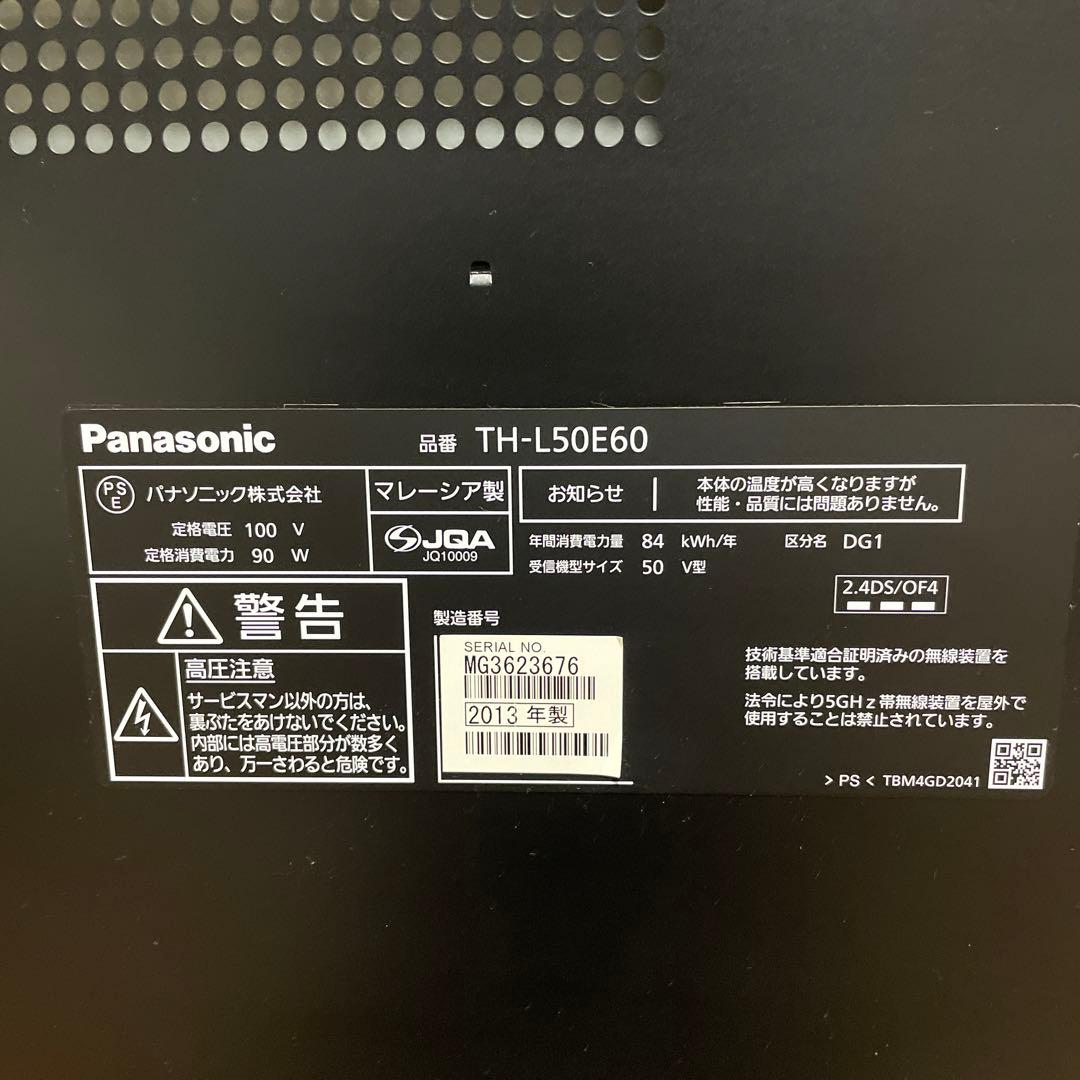 Panasonic 品番 TH-L50E60
PSE パナソニック株式会社
定格電圧 100 V
定格消費電力 90 W
マレーシア製
JQA
JQ10009
お知らせ 本体の温度が高くなりますが
性能・品質には問題ありません。
年間消費電力量 84 kWh/年 区分名 DG1
受信機型サイズ 50 V型
2.4DS/OF4
警告
高圧注意
サービスマン以外の方は、
裏ぶたをあけないでください。
内部には高電圧部分が数多く
あり、万一さわると危険です。
製造番号
SERIAL NO.
MG3623676
2013 年製
技術基準適合証明済みの無線装置を
搭載しています。
法令により5GHz帯無線装置を屋外で
使用することは禁止されています。
> PS < TBM4GD2041